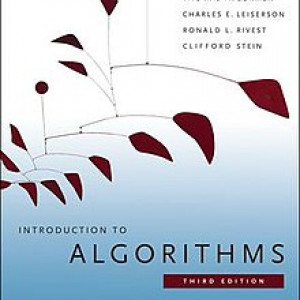 CHARLES E. LEISERSON
RONALD L. RIVEST
CLIFFORD STEIN
INTRODUCTION TO
ALGORITHMS
THIRD EDITION